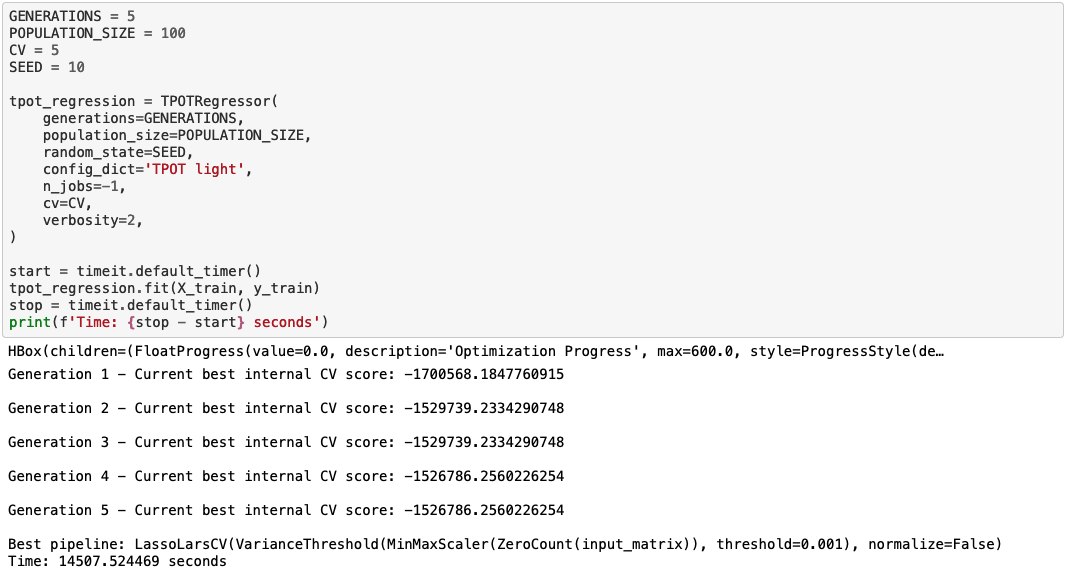 GENERATIONS = 5
POPULATION_SIZE = 100
CV = 5
SEED = 10
tpot_regression = TPOTRegressor(
    generations=GENERATIONS,
    population_size=POPULATION_SIZE,
    random_state=SEED,
    config_dict='TPOT light',
    n_jobs=-1,
    cv=CV,
    verbosity=2,
)
start = timeit.default_timer()
tpot_regression.fit(X_train, y_train)
stop = timeit.default_timer()
print(f'Time: {stop - start} seconds')
HBox(children=(FloatProgress(value=0.0, description='Optimization Progress', max=600.0, style=ProgressStyle(de…
Generation 1 - Current best internal CV score: -1700568.1847760915
Generation 2 - Current best internal CV score: -1529739.2334290748
Generation 3 - Current best internal CV score: -1529739.2334290748
Generation 4 - Current best internal CV score: -1526786.2560226254
Generation 5 - Current best internal CV score: -1526786.2560226254
Best pipeline: LassoLarsCV(VarianceThreshold(MinMaxScaler(ZeroCount(input_matrix)), threshold=0.001), normalize=False)
Time: 14507.524469 seconds